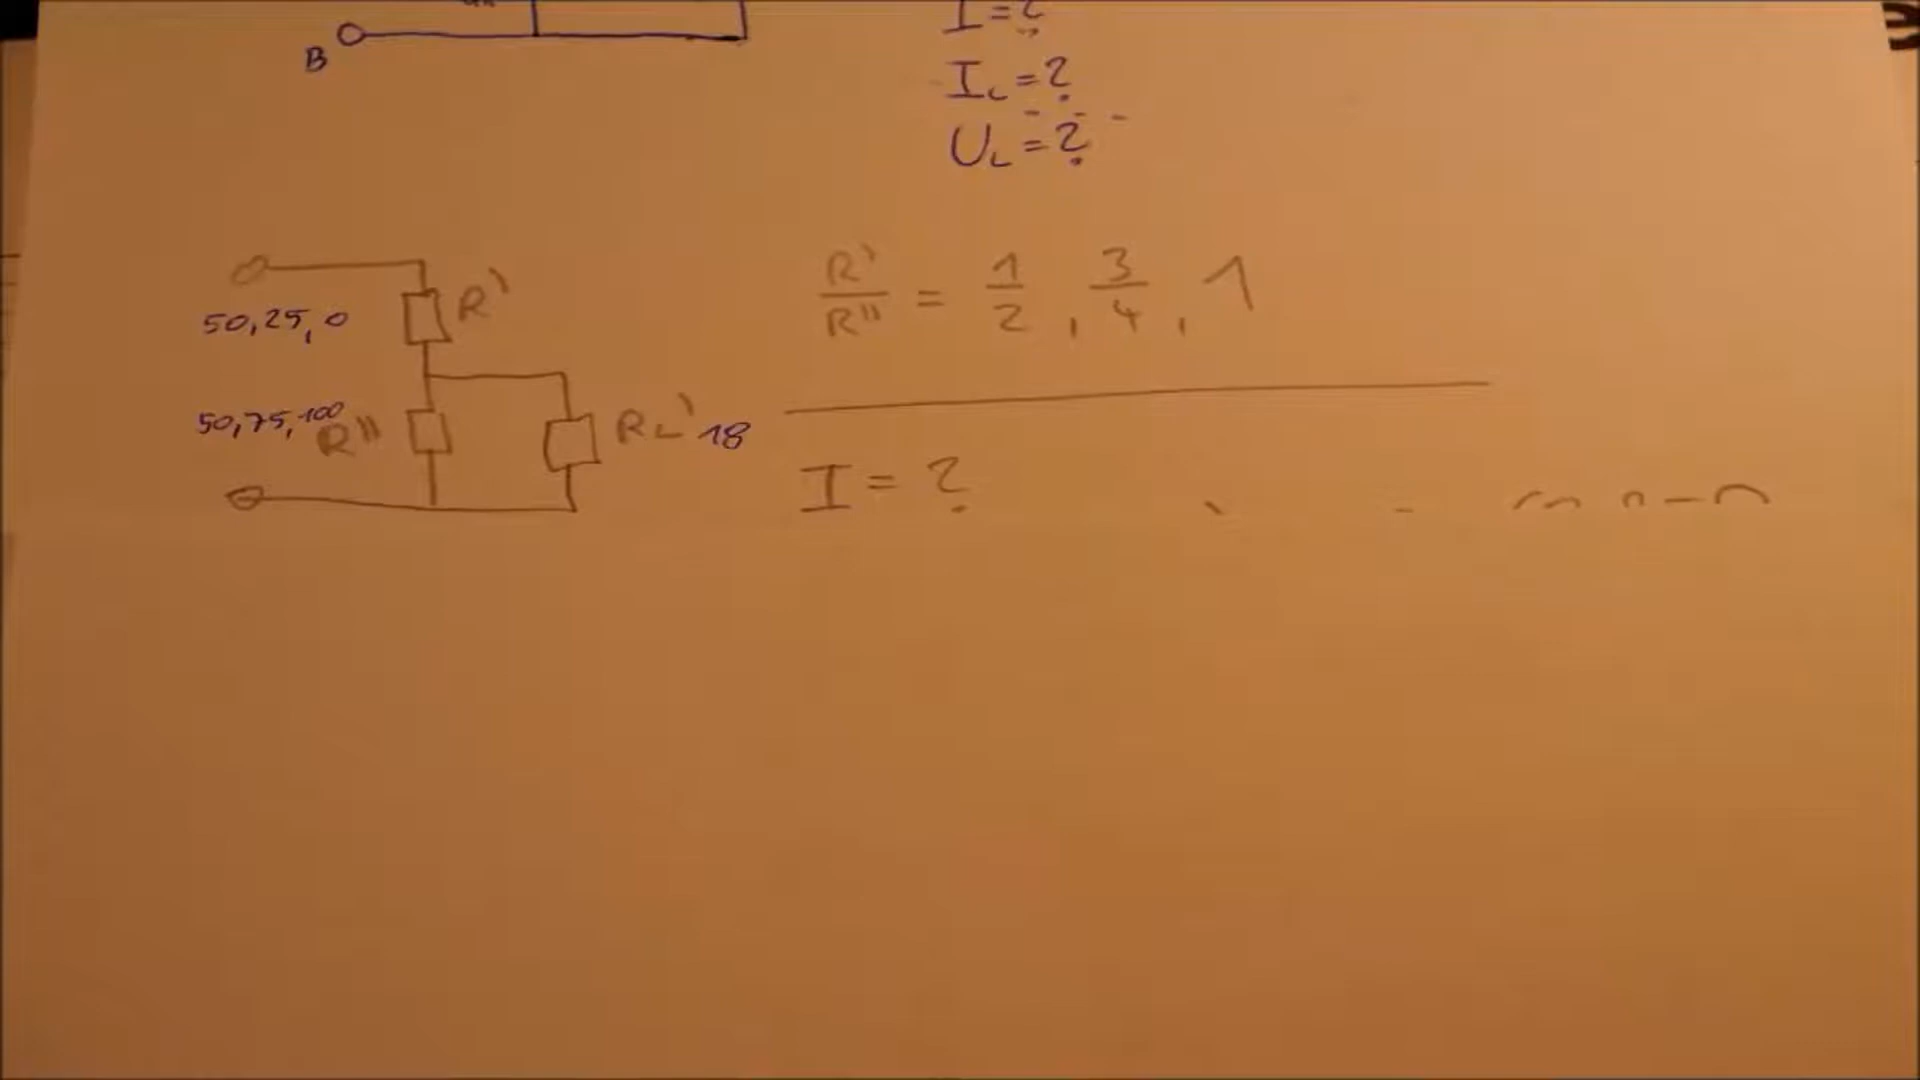 B
I = ?
I_L = ?
U_L = ?
R' / R'' = 1/2 , 3/4 , 1
50, 25, 0 R'
50, 75, 100 R'' R_L' 18
I = ?